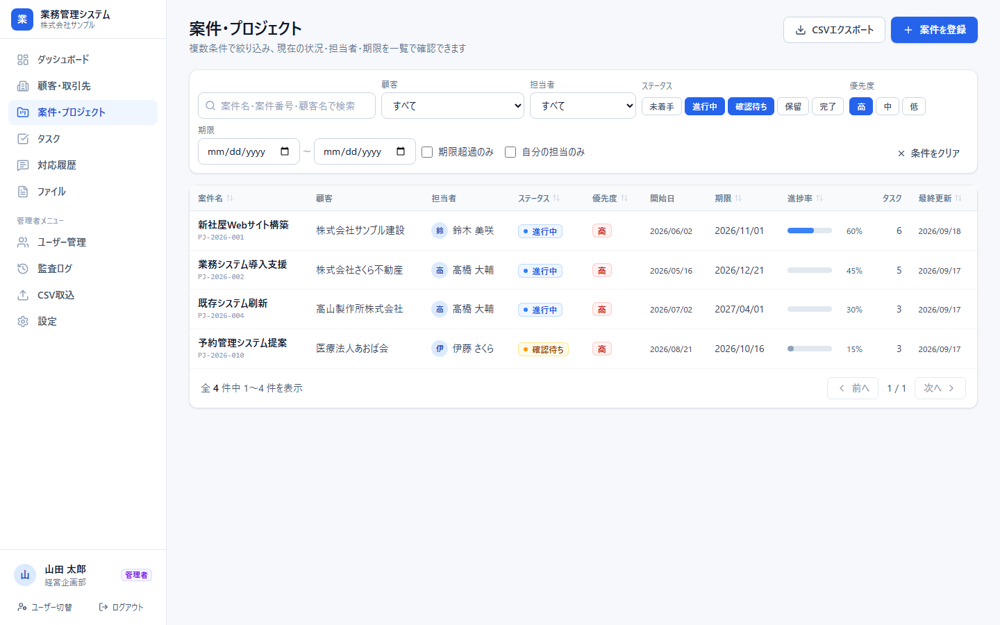 業
業務管理システム
株式会社サンプル
ダッシュボード
顧客・取引先
案件・プロジェクト
タスク
対応履歴
ファイル
管理者メニュー
ユーザー管理
監査ログ
CSV取込
設定
山
山田 太郎
経営企画部
管理者
ユーザー切替
ログアウト
案件・プロジェクト
複数条件で絞り込み、現在の状況・担当者・期限を一覧で確認できます
CSVエクスポート
案件を登録
案件名・案件番号・顧客名で検索
顧客
すべて
担当者
すべて
ステータス
未着手 進行中 確認待ち 保留 完了
優先度
高 中 低
期限
mm/dd/yyyy ～ mm/dd/yyyy
期限超過のみ
自分の担当のみ
× 条件をクリア
案件名 顧客 担当者 ステータス 優先度 開始日 期限 進捗率 タスク 最終更新
新社屋Webサイト構築
PJ-2026-001
株式会社サンプル建設 鈴 鈴木 美咲 進行中 高 2026/06/02 2026/11/01 60% 6 2026/09/18
業務システム導入支援
PJ-2026-002
株式会社さくら不動産 高 高橋 大輔 進行中 高 2026/05/16 2026/12/21 45% 5 2026/09/17
既存システム刷新
PJ-2026-004
高山製作所株式会社 高 高橋 大輔 進行中 高 2026/07/02 2027/04/01 30% 3 2026/09/17
予約管理システム提案
PJ-2026-010
医療法人あおば会 伊 伊藤 さくら 確認待ち 高 2026/08/21 2026/10/16 15% 3 2026/09/17
全 4 件中 1〜4 件を表示
前へ
1 / 1
次へ